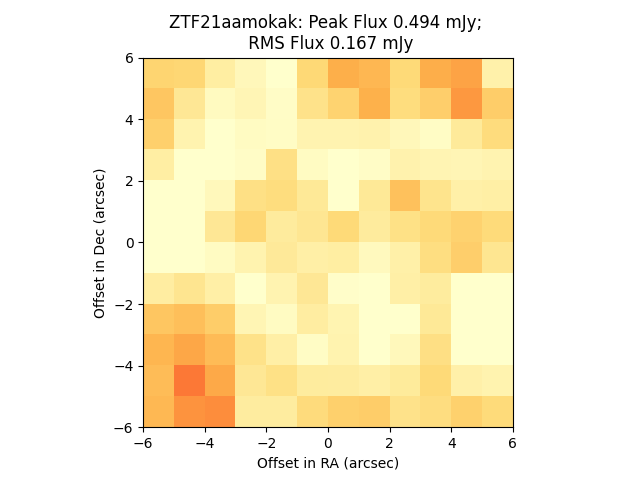 ZTF21aamokak: Peak Flux 0.494 mJy;
RMS Flux 0.167 mJy
6
4
2
0
−2
−4
−6
Offset in Dec (arcsec)
−6 −4 −2 0 2 4 6
Offset in RA (arcsec)